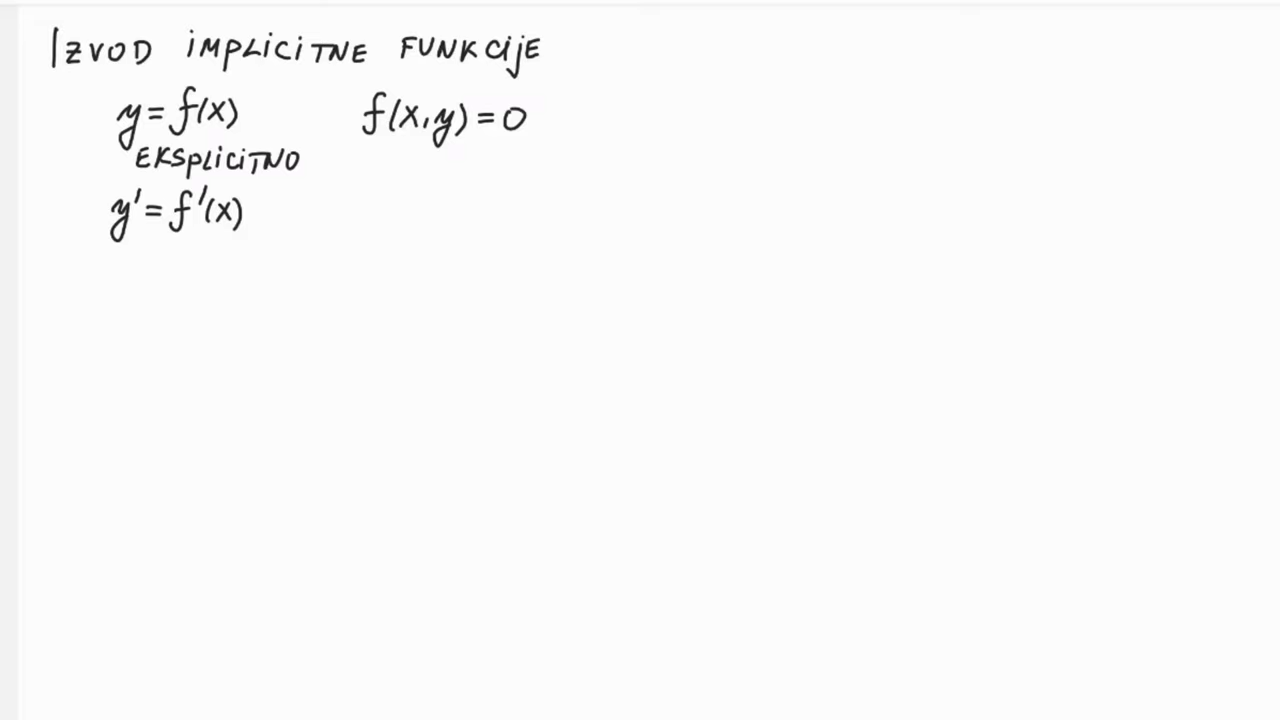 IZVOD IMPLICITNE FUNKCIJE
y = f(x) f(x,y) = 0
EKSPLICITNO
y' = f'(x)